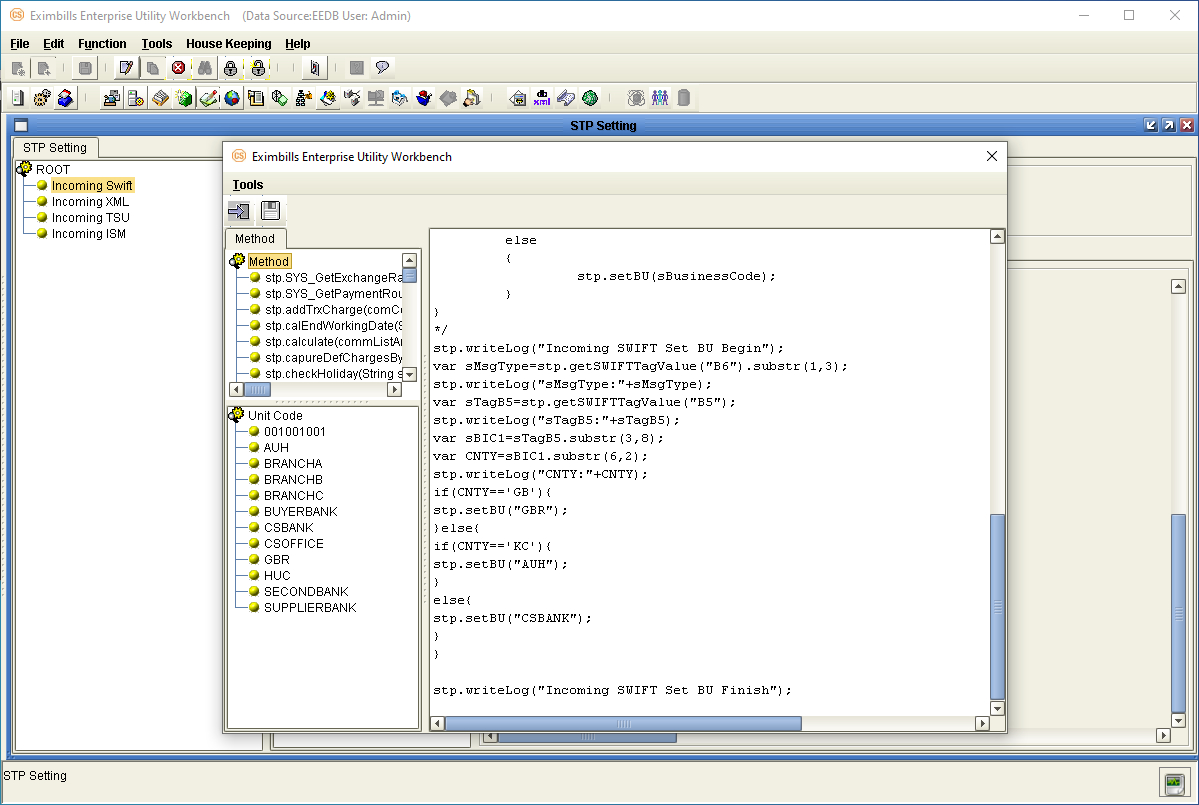 CS Eximbills Enterprise Utility Workbench (Data Source:EEDB User: Admin)
File Edit Function Tools House Keeping Help
db
xml
STP Setting
STP Setting
ROOT
Incoming Swift
Incoming XML
Incoming TSU
Incoming ISM
CS Eximbills Enterprise Utility Workbench
Tools
Method
Method
stp.SYS_GetExchangeRa
stp.SYS_GetPaymentRou
stp.addTrxCharge(comCo
stp.calEndWorkingDate(S
stp.calculate(commListAr
stp.capureDefChargesBy
stp.checkHoliday(String s
Unit Code
001001001
AUH
BRANCHA
BRANCHB
BRANCHC
BUYERBANK
CSBANK
CSOFFICE
GBR
HUC
SECONDBANK
SUPPLIERBANK
else
{
stp.setBU(sBusinessCode);
}
}
*/
stp.writeLog("Incoming SWIFT Set BU Begin");
var sMsgType=stp.getSWIFTTagValue("B6").substr(1,3);
stp.writeLog("sMsgType:"+sMsgType);
var sTagB5=stp.getSWIFTTagValue("B5");
stp.writeLog("sTagB5:"+sTagB5);
var sBIC1=sTagB5.substr(3,8);
var CNTY=sBIC1.substr(6,2);
stp.writeLog("CNTY:"+CNTY);
if(CNTY=='GB'){
stp.setBU("GBR");
}else{
if(CNTY=='KC'){
stp.setBU("AUH");
}
else{
stp.setBU("CSBANK");
}
}
stp.writeLog("Incoming SWIFT Set BU Finish");
STP Setting